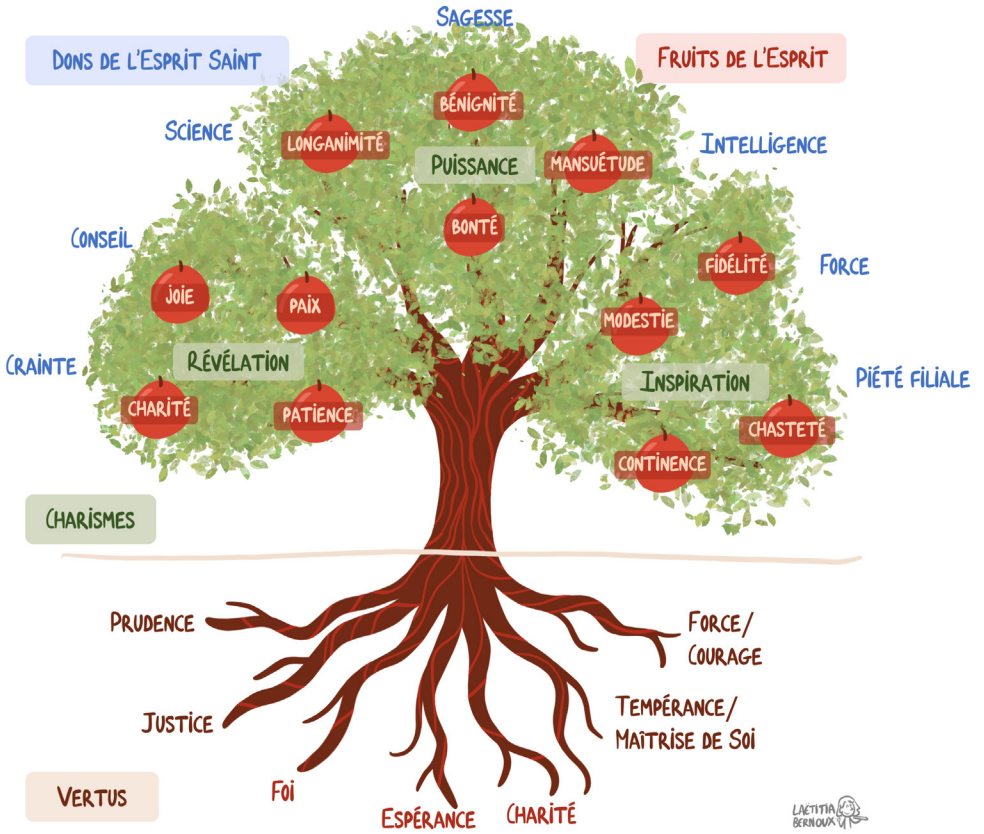 SAGESSE
DONS DE L'ESPRIT SAINT
FRUITS DE L'ESPRIT
BÉNIGNITÉ
SCIENCE
LONGANIMITÉ
INTELLIGENCE
PUISSANCE
MANSUÉTUDE
CONSEIL
BONTÉ
FIDÉLITÉ
FORCE
JOIE
PAIX
MODESTIE
CRAINTE
RÉVÉLATION
INSPIRATION
PIÉTÉ FILIALE
CHARITÉ
PATIENCE
CHASTETÉ
CONTINENCE
CHARISMES
PRUDENCE
FORCE/
COURAGE
JUSTICE
TEMPÉRANCE/
MAÎTRISE DE SOI
FOI
VERTUS
ESPÉRANCE
CHARITÉ
LAËTITIA
BERNOUX